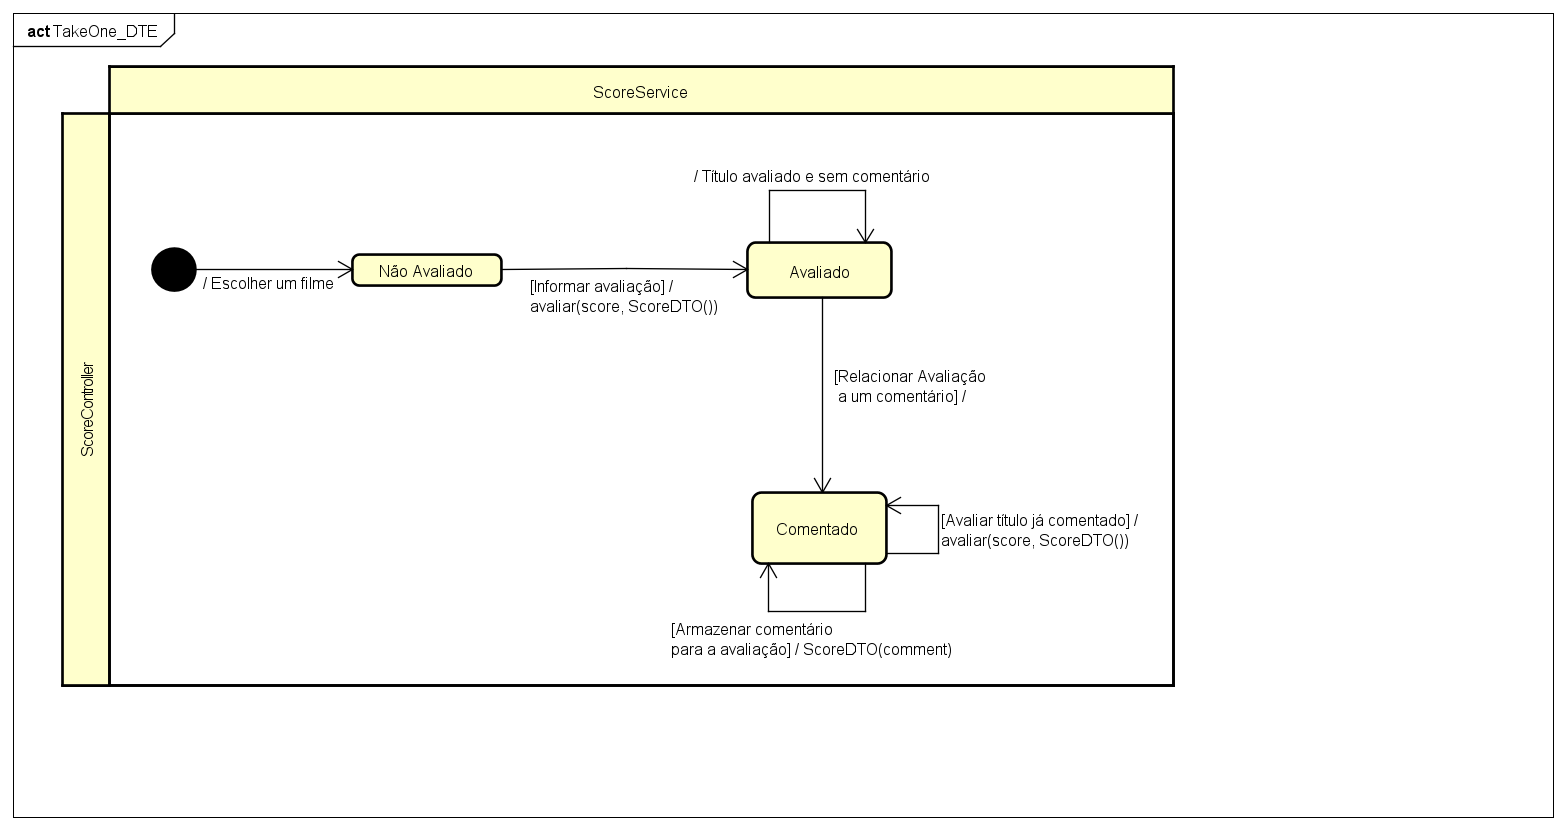 act TakeOne_DTE
ScoreService
ScoreController
/ Título avaliado e sem comentário
Não Avaliado
Avaliado
/ Escolher um filme
[Informar avaliação] /
avaliar(score, ScoreDTO())
[Relacionar Avaliação
a um comentário] /
Comentado
[Avaliar título já comentado] /
avaliar(score, ScoreDTO())
[Armazenar comentário
para a avaliação] / ScoreDTO(comment)